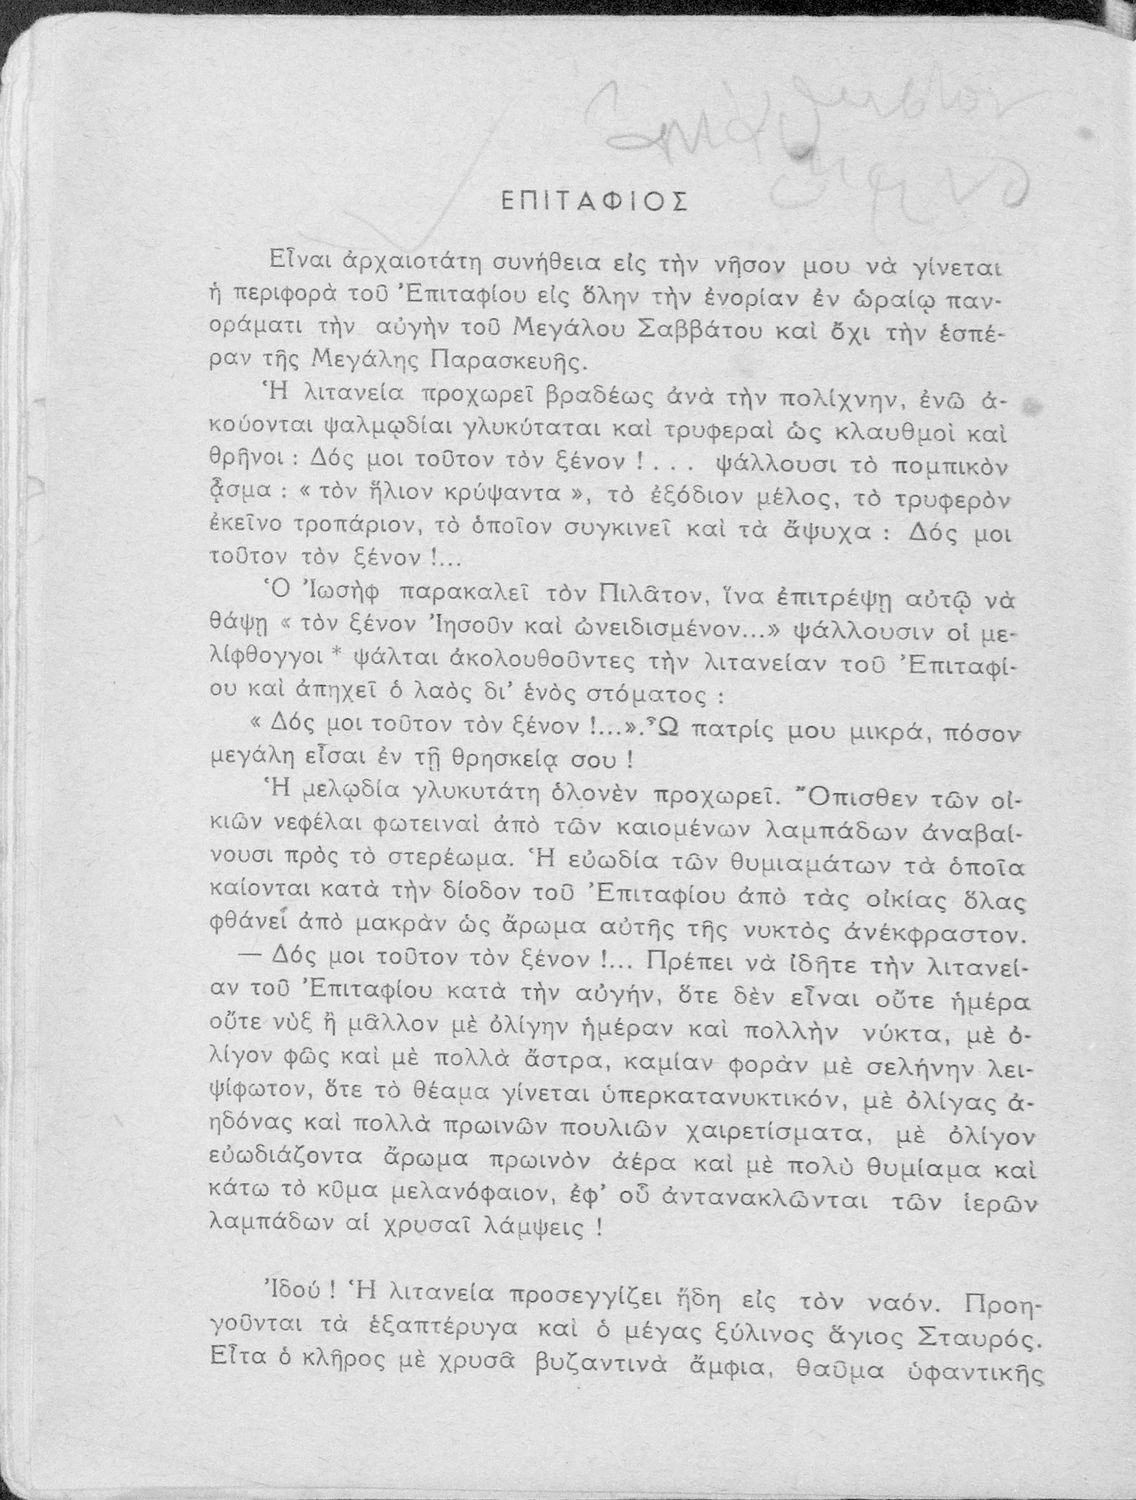 ΕΠΙΤΑΦΙΟΣ
Εἶναι ἀρχαιοτάτη συνήθεια εἰς τὴν νῆσον μου νὰ γίνεται
ἡ περιφορὰ τοῦ Ἐπιταφίου εἰς ὅλην τὴν ἐνορίαν ἐν ὡραίῳ παν-
οράματι τὴν αὐγὴν τοῦ Μεγάλου Σαββάτου καὶ ὄχι τὴν ἑσπέ-
ραν τῆς Μεγάλης Παρασκευῆς.
Ἡ λιτανεία προχωρεῖ βραδέως ἀνὰ τὴν πολίχνην, ἐνῶ ἀ-
κούονται ψαλμῳδίαι γλυκύταται καὶ τρυφεραὶ ὡς κλαυθμοὶ καὶ
θρῆνοι : Δός μοι τοῦτον τὸν ξένον ! . . . ψάλλουσι τὸ πομπικὸν
ᾆσμα : « τὸν ἥλιον κρύψαντα », τὸ ἐξόδιον μέλος, τὸ τρυφερὸν
ἐκεῖνο τροπάριον, τὸ ὁποῖον συγκινεῖ καὶ τὰ ἄψυχα : Δός μοι
τοῦτον τὸν ξένον !...
Ὁ Ἰωσὴφ παρακαλεῖ τὸν Πιλᾶτον, ἵνα ἐπιτρέψῃ αὐτῷ νὰ
θάψῃ « τὸν ξένον Ἰησοῦν καὶ ὠνειδισμένον...» ψάλλουσιν οἱ με-
λίφθογγοι * ψάλται ἀκολουθοῦντες τὴν λιτανείαν τοῦ Ἐπιταφί-
ου καὶ ἀπηχεῖ ὁ λαὸς δι’ ἑνὸς στόματος :
« Δός μοι τοῦτον τὸν ξένον !...». Ὦ πατρίς μου μικρά, πόσον
μεγάλη εἶσαι ἐν τῇ θρησκείᾳ σου !
Ἡ μελῳδία γλυκυτάτη ὁλονὲν προχωρεῖ. Ὄπισθεν τῶν οἰ-
κιῶν νεφέλαι φωτειναὶ ἀπὸ τῶν καιομένων λαμπάδων ἀναβαί-
νουσι πρὸς τὸ στερέωμα. Ἡ εὐωδία τῶν θυμιαμάτων τὰ ὁποῖα
καίονται κατὰ τὴν δίοδον τοῦ Ἐπιταφίου ἀπὸ τὰς οἰκίας ὅλας
φθάνει ἀπὸ μακρὰν ὡς ἄρωμα αὐτῆς τῆς νυκτὸς ἀνέκφραστον.
— Δός μοι τοῦτον τὸν ξένον !... Πρέπει νὰ ἰδῆτε τὴν λιτανεί-
αν τοῦ Ἐπιταφίου κατὰ τὴν αὐγήν, ὅτε δὲν εἶναι οὔτε ἡμέρα
οὔτε νὺξ ἢ μᾶλλον μὲ ὀλίγην ἡμέραν καὶ πολλὴν νύκτα, μὲ ὀ-
λίγον φῶς καὶ μὲ πολλὰ ἄστρα, καμίαν φορὰν μὲ σελήνην λει-
ψίφωτον, ὅτε τὸ θέαμα γίνεται ὑπερκατανυκτικόν, μὲ ὀλίγας ἀ-
ηδόνας καὶ πολλὰ πρωινῶν πουλιῶν χαιρετίσματα, μὲ ὀλίγον
εὐωδιάζοντα ἄρωμα πρωινὸν ἀέρα καὶ μὲ πολὺ θυμίαμα καὶ
κάτω τὸ κῦμα μελανόφαιον, ἐφ’ οὗ ἀντανακλῶνται τῶν ἱερῶν
λαμπάδων αἱ χρυσαῖ λάμψεις !
Ἰδού ! Ἡ λιτανεία προσεγγίζει ἤδη εἰς τὸν ναόν. Προη-
γοῦνται τὰ ἑξαπτέρυγα καὶ ὁ μέγας ξύλινος ἅγιος Σταυρός.
Εἶτα ὁ κλῆρος μὲ χρυσᾶ βυζαντινὰ ἄμφια, θαῦμα ὑφαντικῆς